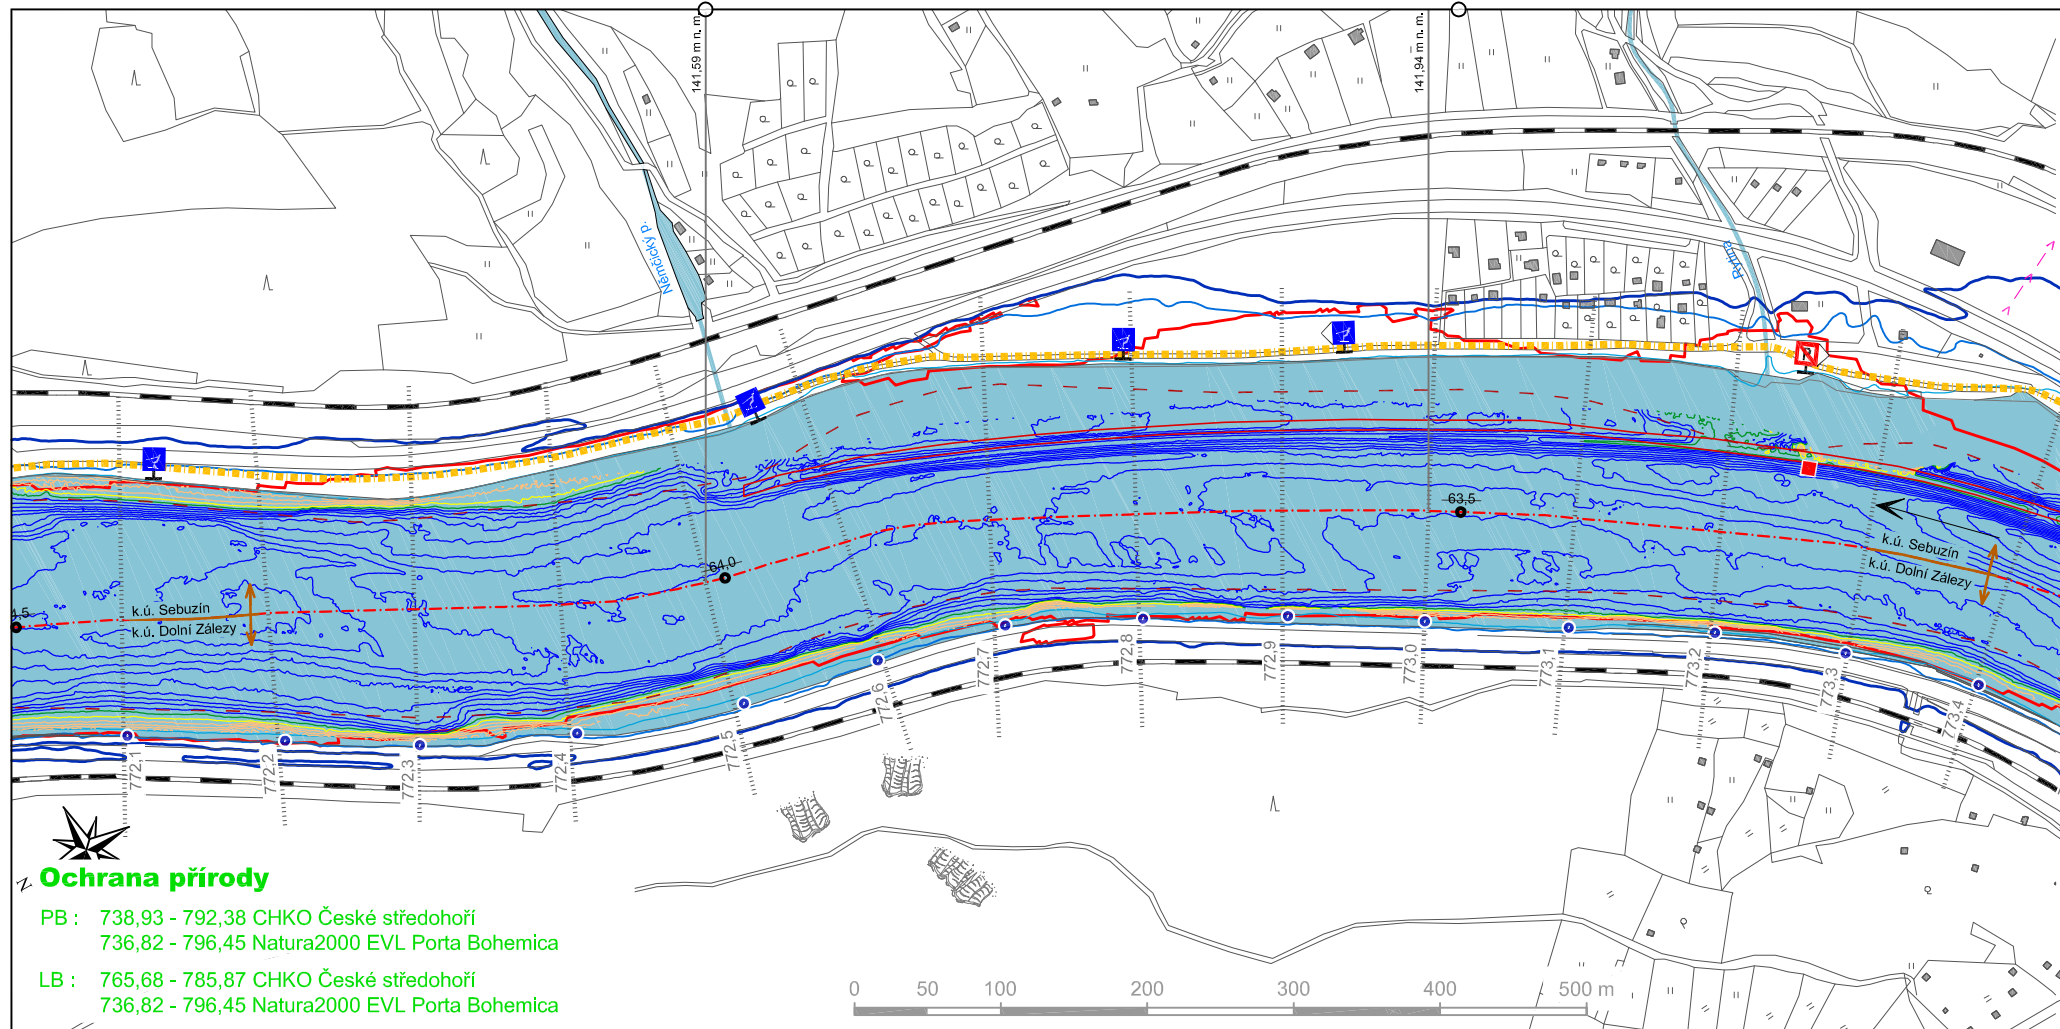 141,59 m n. m.
141,94 m n. m.
Němčický p.
Rytina
63,5
64,0
4,5
k.ú. Sebuzín
k.ú. Dolní Zálezy
k.ú. Sebuzín
k.ú. Dolní Zálezy
772,1
772,2
772,3
772,4
772,5
772,6
772,7
772,8
772,9
773,0
773,1
773,2
773,3
773,4
P
N
Ochrana přírody
PB : 738,93 - 792,38 CHKO České středohoří
736,82 - 796,45 Natura2000 EVL Porta Bohemica
LB : 765,68 - 785,87 CHKO České středohoří
736,82 - 796,45 Natura2000 EVL Porta Bohemica
0 50 100 200 300 400 500 m